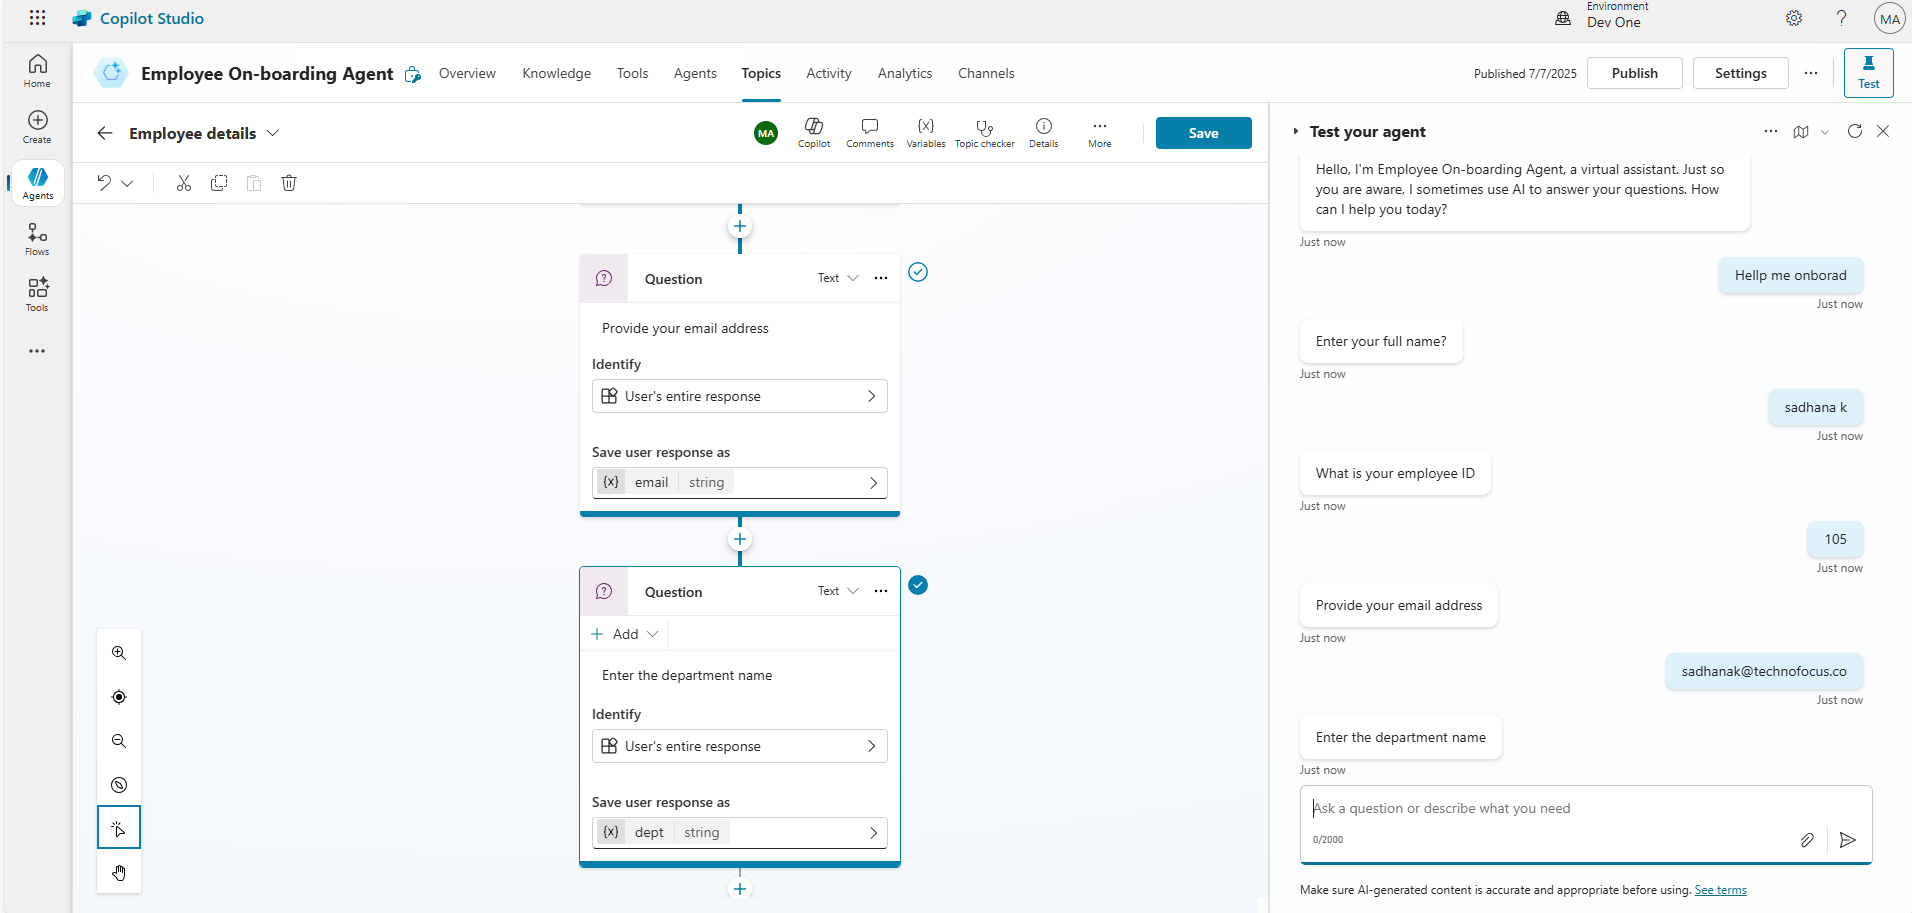 Copilot Studio
Environment
Dev One
MA
Home
Create
Agents
Flows
Tools
Employee On-boarding Agent
Overview
Knowledge
Tools
Agents
Topics
Activity
Analytics
Channels
Published 7/7/2025
Publish
Settings
Test
Employee details
MA
Copilot
Comments
{x}
Variables
Topic checker
Details
More
Save
Question
Text
Provide your email address
Identify
User's entire response
Save user response as
{x} email string
Question
Text
Add
Enter the department name
Identify
User's entire response
Save user response as
{x} dept string
Test your agent
Hello, I'm Employee On-boarding Agent, a virtual assistant. Just so
you are aware, I sometimes use AI to answer your questions. How
can I help you today?
Just now
Hellp me onborad
Just now
Enter your full name?
Just now
sadhana k
Just now
What is your employee ID
Just now
105
Just now
Provide your email address
Just now
sadhanak@technofocus.co
Just now
Enter the department name
Just now
Ask a question or describe what you need
0/2000
Make sure AI-generated content is accurate and appropriate before using. See terms